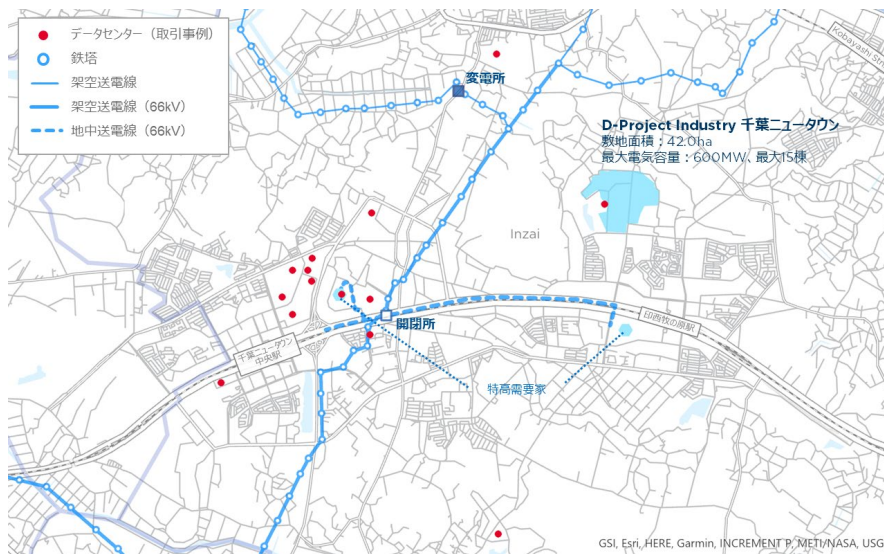 データセンター（取引事例）
鉄塔
架空送電線
架空送電線（66kV）
地中送電線（66kV）
変電所
Kobayashi Str
D-Project Industry 千葉ニュータウン
敷地面積：42.0ha
最大電気容量：600MW、最大15棟
Inzai
開閉所
印西牧の原駅
千葉ニュータウン
中央駅
特高需要家
GSI, Esri, HERE, Garmin, INCREMENT P, METI/NASA, USG